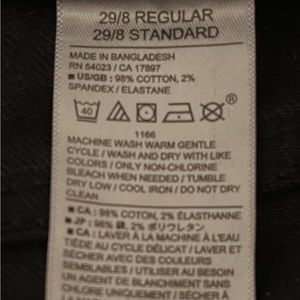 29/8 REGULAR
29/8 STANDARD
MADE IN BANGLADESH
RN 54023 / CA 17897
■ US/GB : 98% COTTON, 2%
SPANDEX / ELASTANE
40
®
1166
MACHINE WASH WARM GENTLE
CYCLE / WASH AND DRY WITH LIKE
COLORS / ONLY NON-CHLORINE
BLEACH WHEN NEEDED / TUMBLE
DRY LOW / COOL IRON / DO NOT DRY
CLEAN
■ CA : 98% COTON, 2% ÉLASTHANNE
■ JP : 98% 綿, 2% ポリウレタン
■ CA : LAVER À LA MACHINE À L'EAU
TIÈDE AU CYCLE DÉLICAT / LAVER ET
SÉCHER AVEC DES COULEURS
SEMBLABLES / UTILISER AU BESOIN
UN AGENT DE BLANCHIMENT SANS
CHLORE UNIQUEMENT /
SÉCHER À